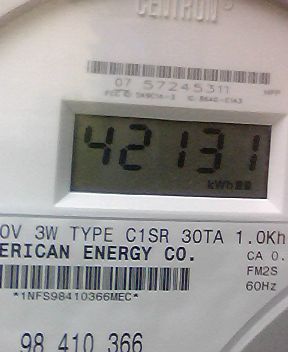 CENTRON
07 57245311
42131
kWh
0V 3W TYPE C1SR 30TA 1.0Kh
ERICAN ENERGY CO.
CA 0.
FM2S
*1NFS98410366MEC*
60Hz
98 410 366